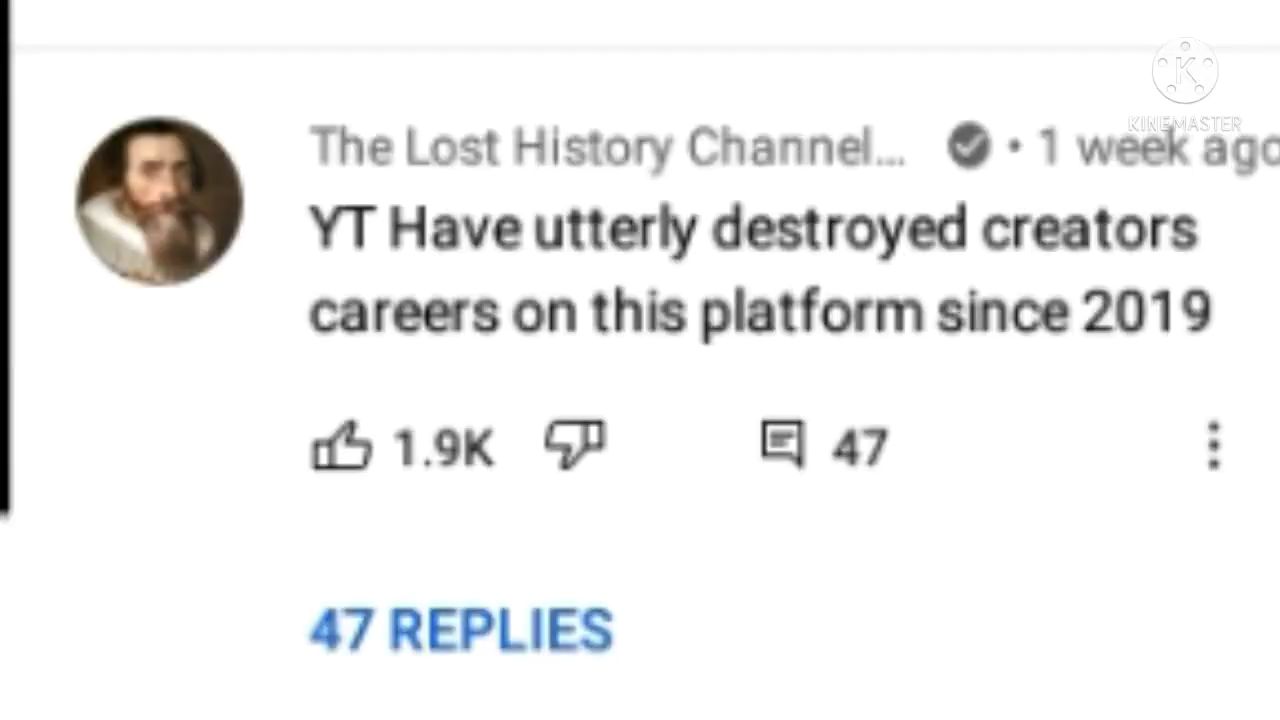 K
KINEMASTER
The Lost History Channel... • 1 week ago
YT Have utterly destroyed creators
careers on this platform since 2019
1.9K 47
47 REPLIES